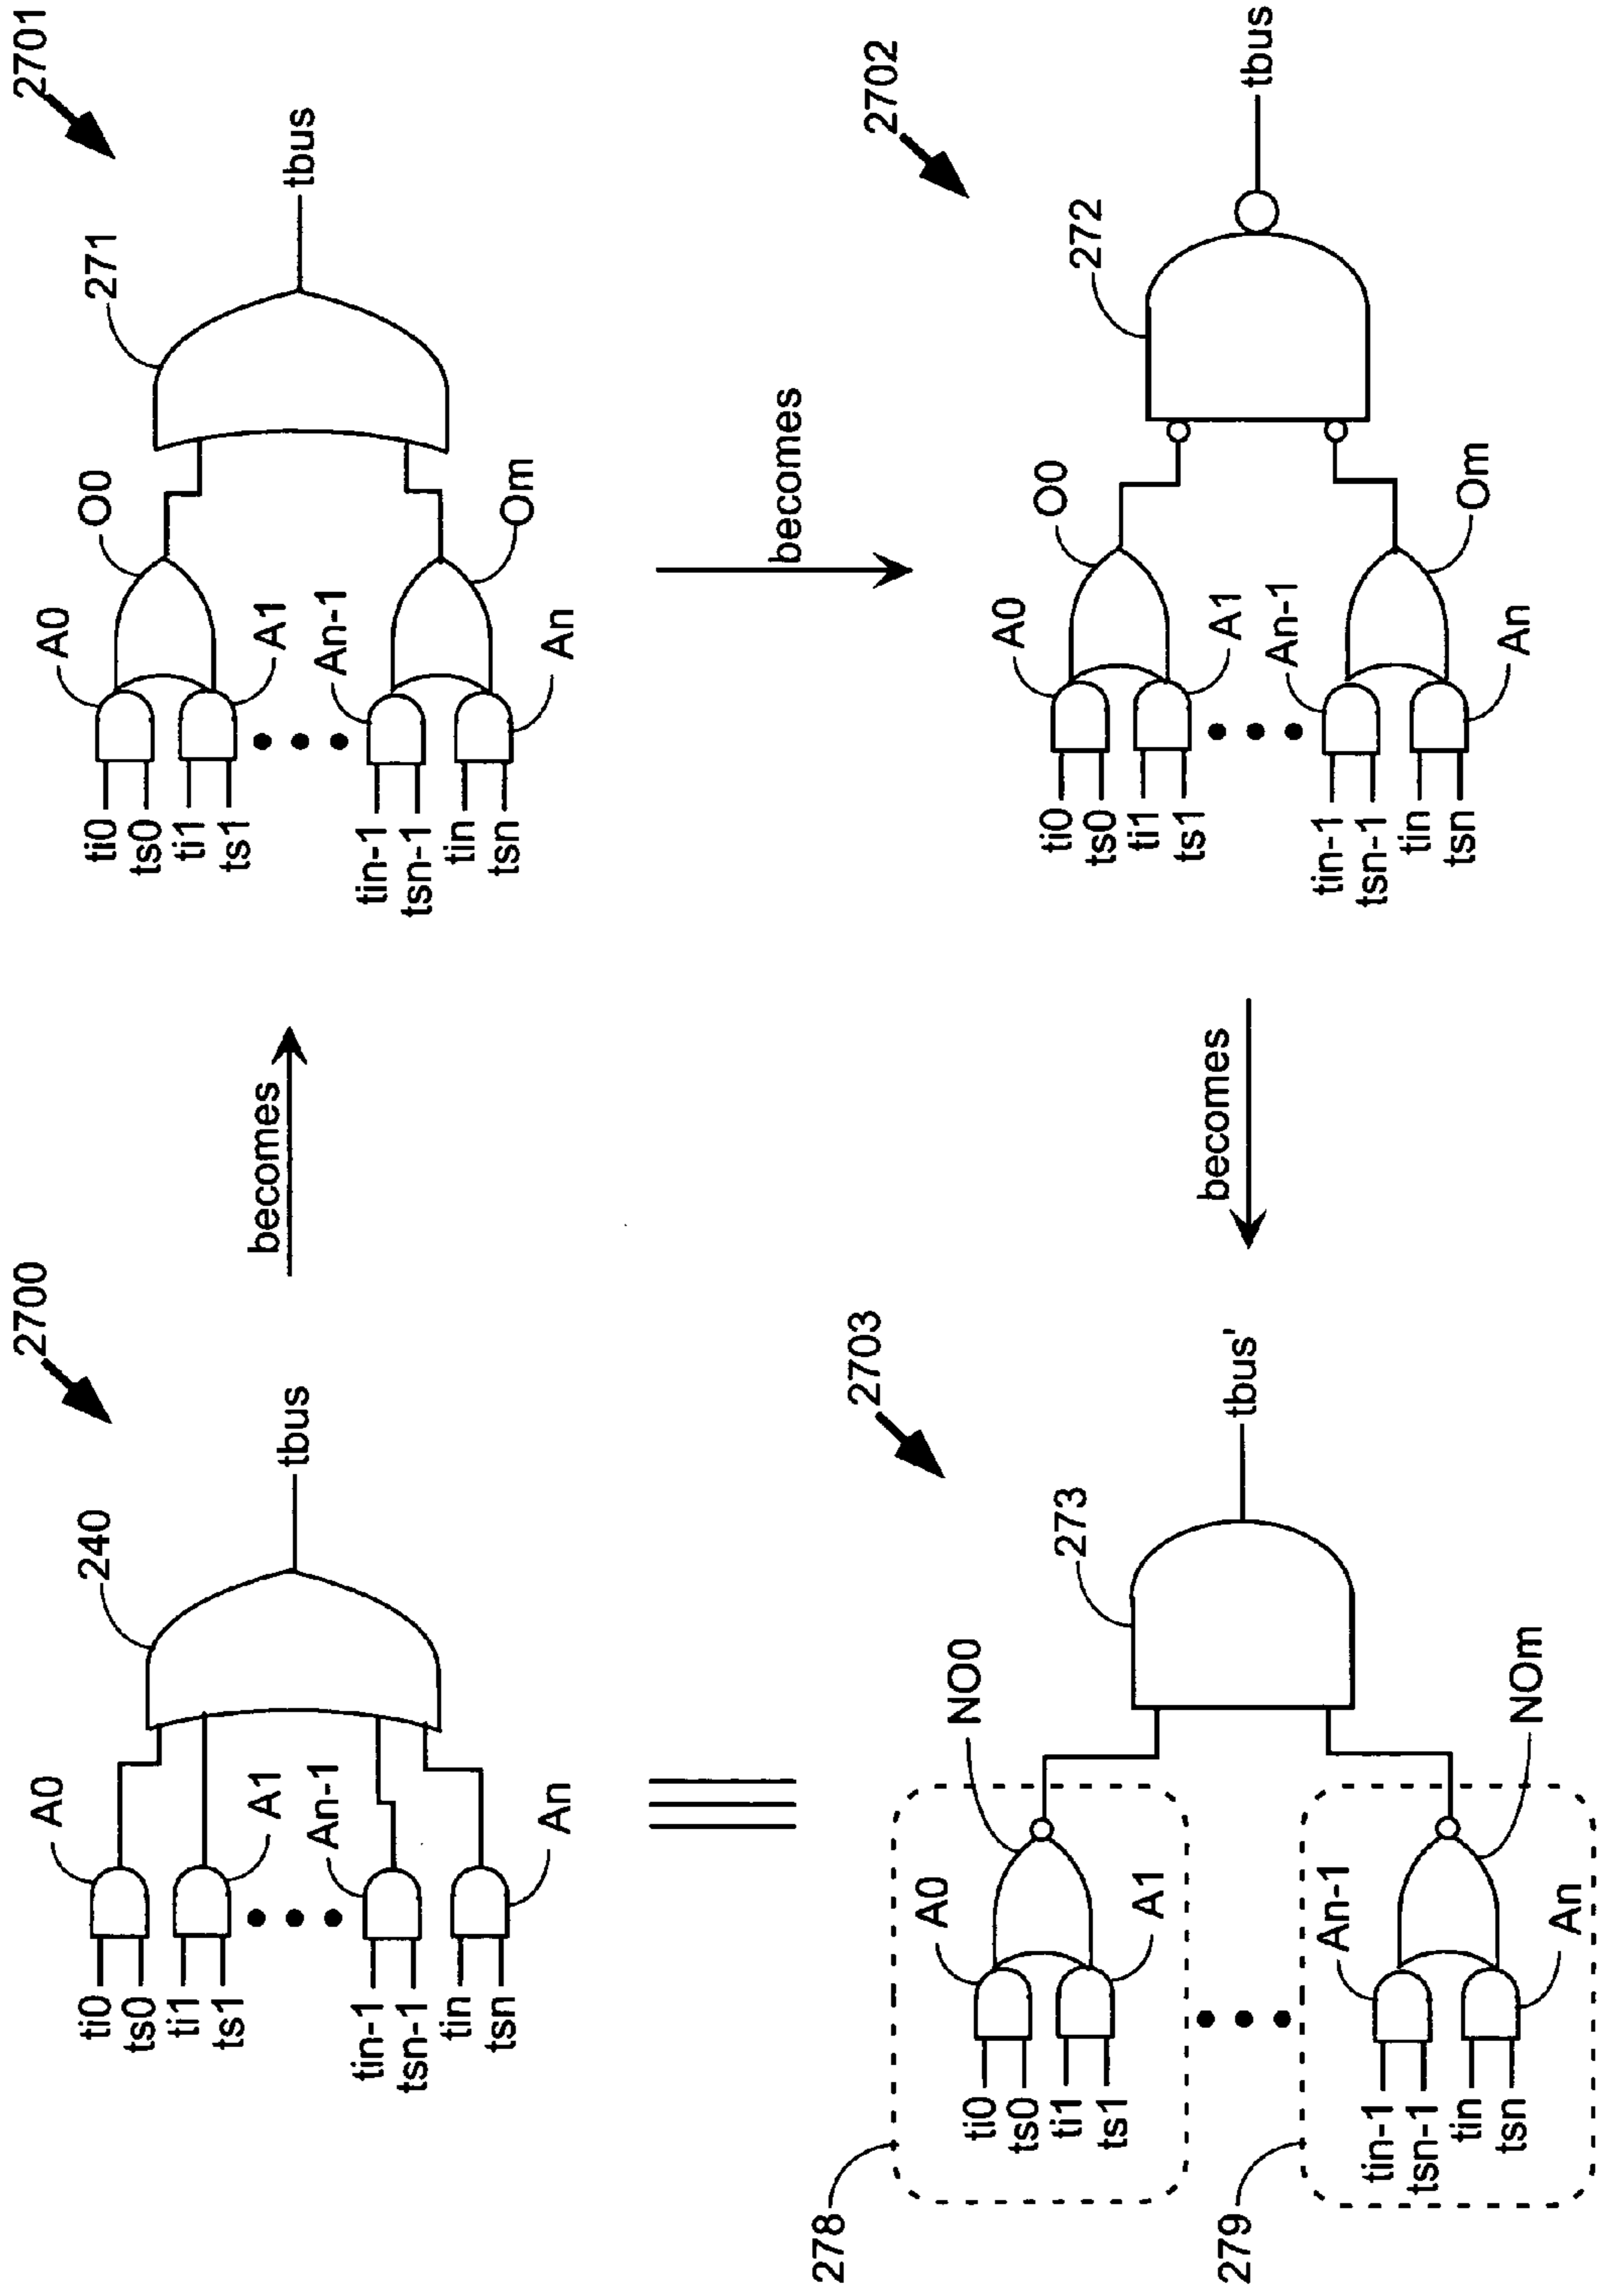 2700
240
tbus
A0
A1
An-1
An
ti0
ts0
ti1
ts1
tin-1
tsn-1
tin
tsn
becomes
2701
271
tbus
O0
Om
A0
A1
An-1
An
ti0
ts0
ti1
ts1
tin-1
tsn-1
tin
tsn
becomes
2702
272
tbus
O0
Om
A0
A1
An-1
An
ti0
ts0
ti1
ts1
tin-1
tsn-1
tin
tsn
becomes
2703
273
tbus'
NO0
NOm
A0
A1
An-1
An
ti0
ts0
ti1
ts1
tin-1
tsn-1
tin
tsn
278
279